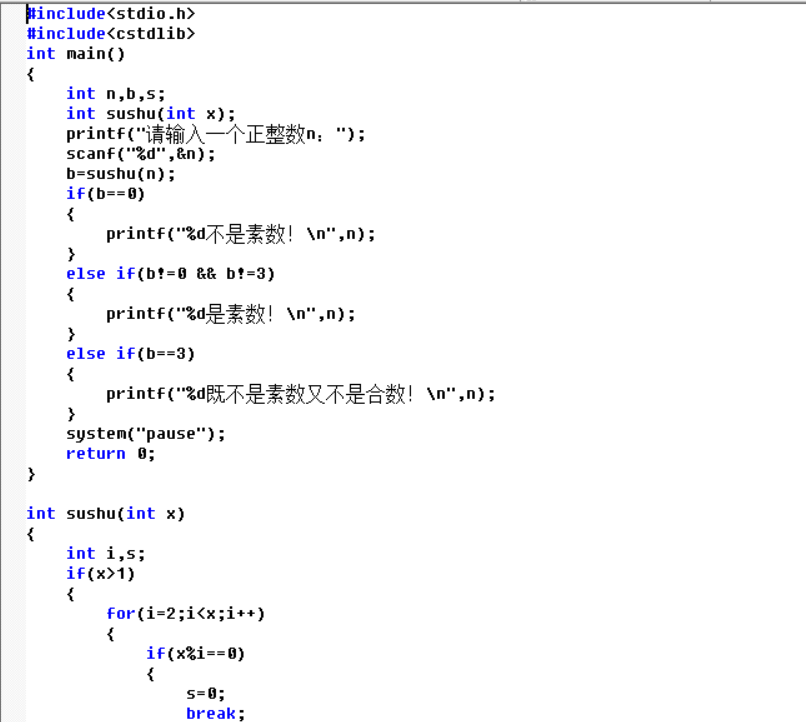 #include<stdio.h>
#include<cstdlib>
int main()
{
    int n,b,s;
    int sushu(int x);
    printf("请输入一个正整数n：");
    scanf("%d",&n);
    b=sushu(n);
    if(b==0)
    {
        printf("%d不是素数！\n",n);
    }
    else if(b!=0 && b!=3)
    {
        printf("%d是素数！\n",n);
    }
    else if(b==3)
    {
        printf("%d既不是素数又不是合数！\n",n);
    }
    system("pause");
    return 0;
}

int sushu(int x)
{
    int i,s;
    if(x>1)
    {
        for(i=2;i<x;i++)
        {
            if(x%i==0)
            {
                s=0;
                break;